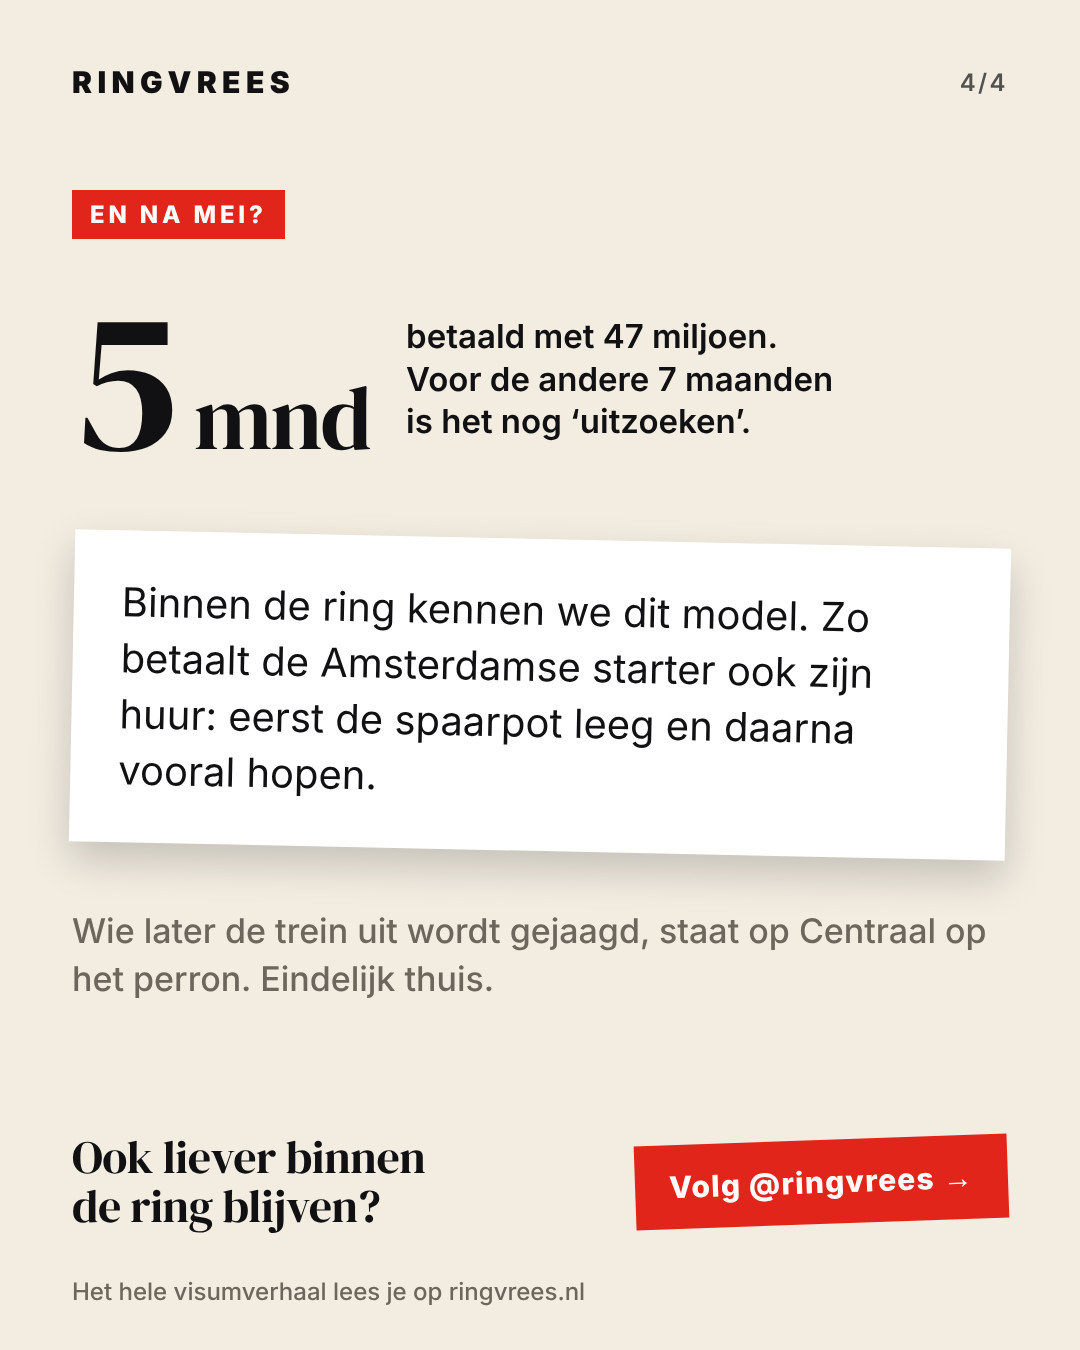 RINGVREES
4/4
EN NA MEI?
5 mnd
betaald met 47 miljoen.
Voor de andere 7 maanden
is het nog ‘uitzoeken’.
Binnen de ring kennen we dit model. Zo
betaalt de Amsterdamse starter ook zijn
huur: eerst de spaarpot leeg en daarna
vooral hopen.
Wie later de trein uit wordt gejaagd, staat op Centraal op
het perron. Eindelijk thuis.
Ook liever binnen
de ring blijven?
Volg @ringvrees →
Het hele visumverhaal lees je op ringvrees.nl